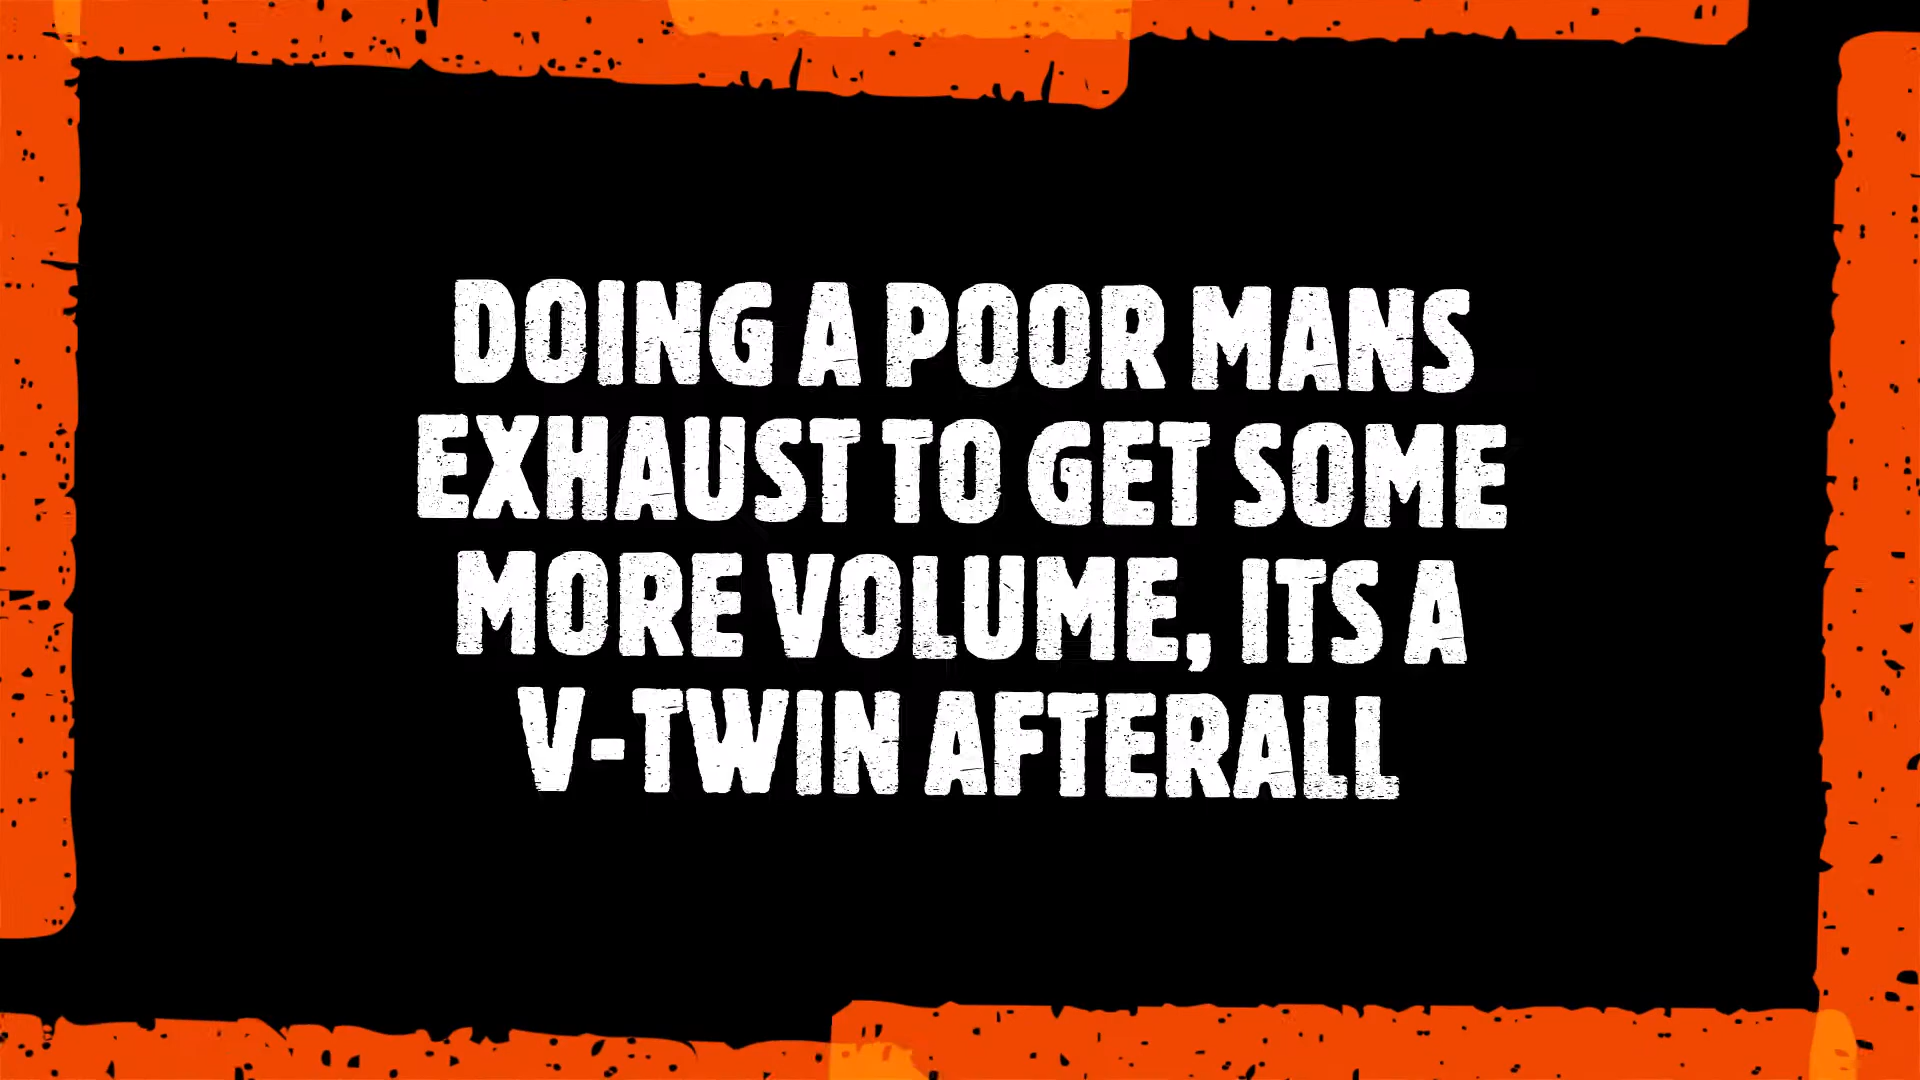 DOING A POOR MANS
EXHAUST TO GET SOME
MORE VOLUME, ITS A
V-TWIN AFTERALL